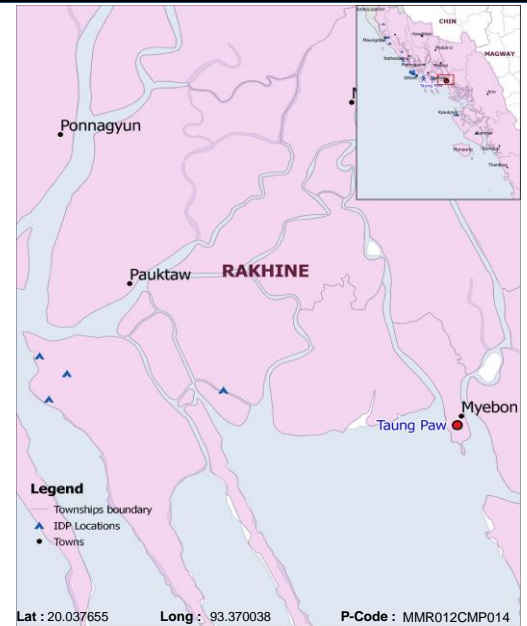 CHIN
MAGWAY
Ponnagyun
Pauktaw
RAKHINE
Myebon
Taung Paw
Legend
Townships boundary
IDP Locations
Towns
Lat : 20.037655 Long : 93.370038 P-Code : MMR012CMP014